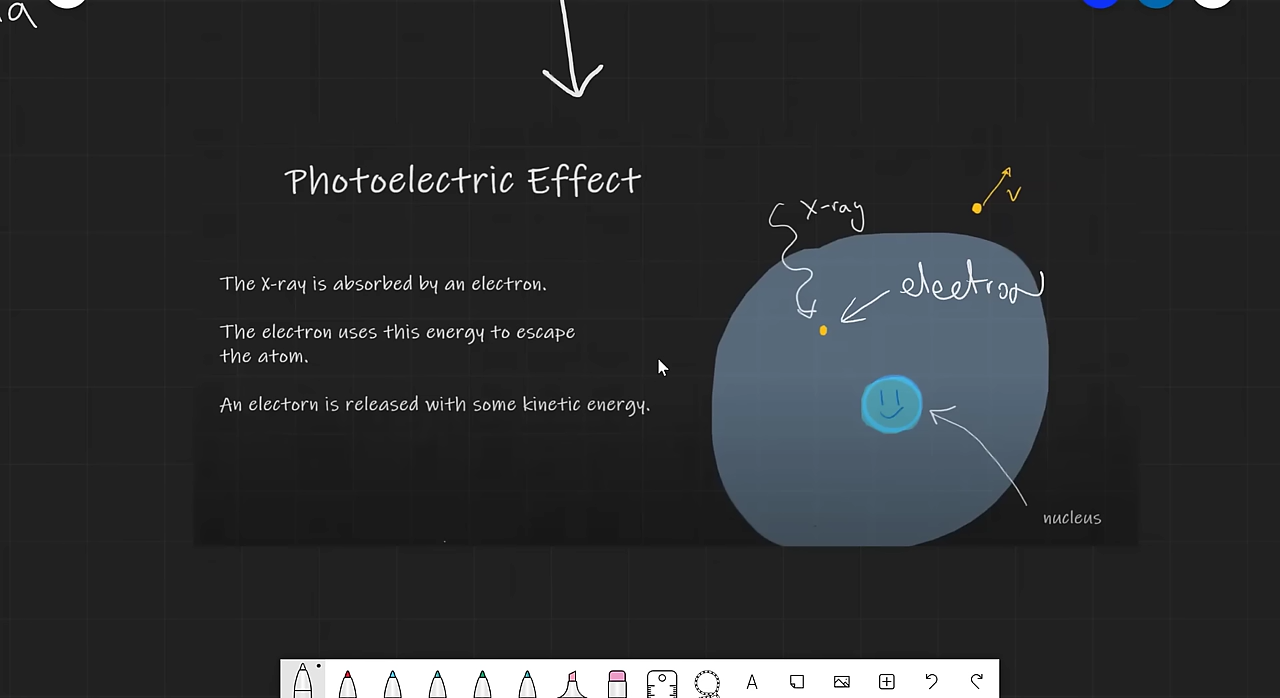 Photoelectric Effect
X-ray
v
electron
The X-ray is absorbed by an electron.
The electron uses this energy to escape
the atom.
An electorn is released with some kinetic energy.
nucleus
A